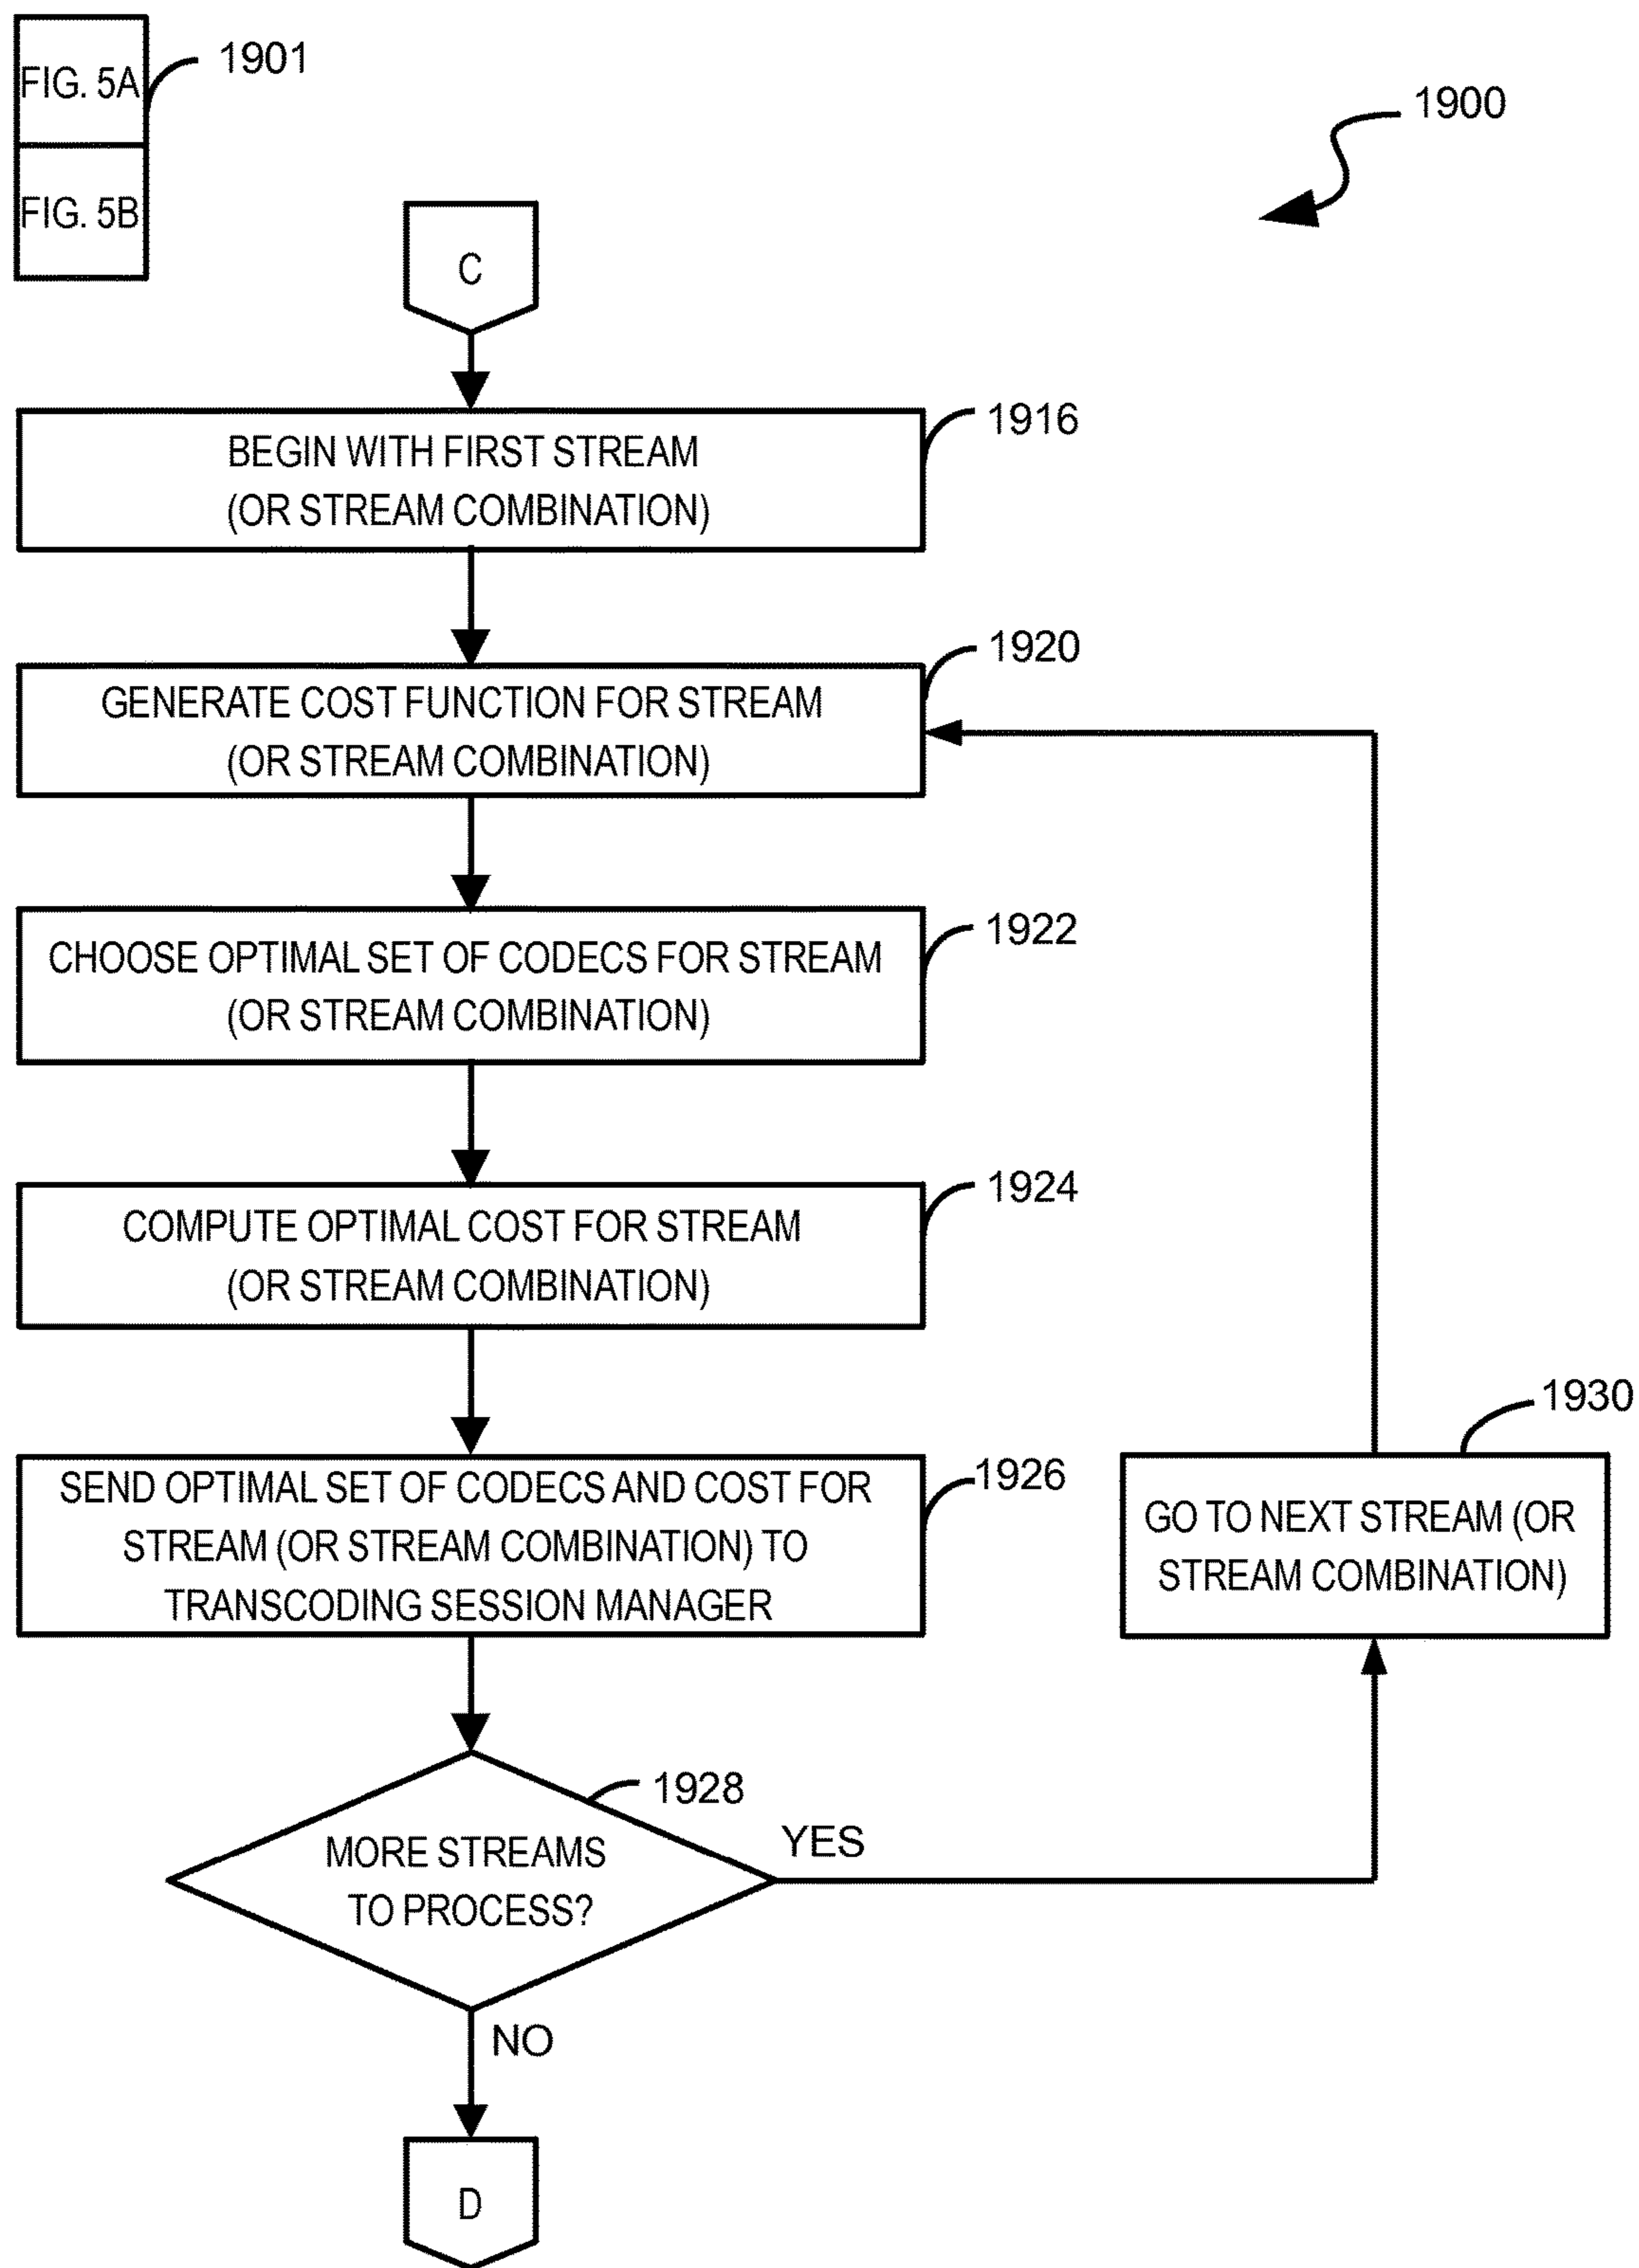 FIG. 5A
1901
FIG. 5B
1900
C
1916
BEGIN WITH FIRST STREAM
(OR STREAM COMBINATION)
1920
GENERATE COST FUNCTION FOR STREAM
(OR STREAM COMBINATION)
1922
CHOOSE OPTIMAL SET OF CODECS FOR STREAM
(OR STREAM COMBINATION)
1924
COMPUTE OPTIMAL COST FOR STREAM
(OR STREAM COMBINATION)
1926
SEND OPTIMAL SET OF CODECS AND COST FOR
STREAM (OR STREAM COMBINATION) TO
TRANSCODING SESSION MANAGER
1930
GO TO NEXT STREAM (OR
STREAM COMBINATION)
1928
MORE STREAMS
TO PROCESS?
YES
NO
D